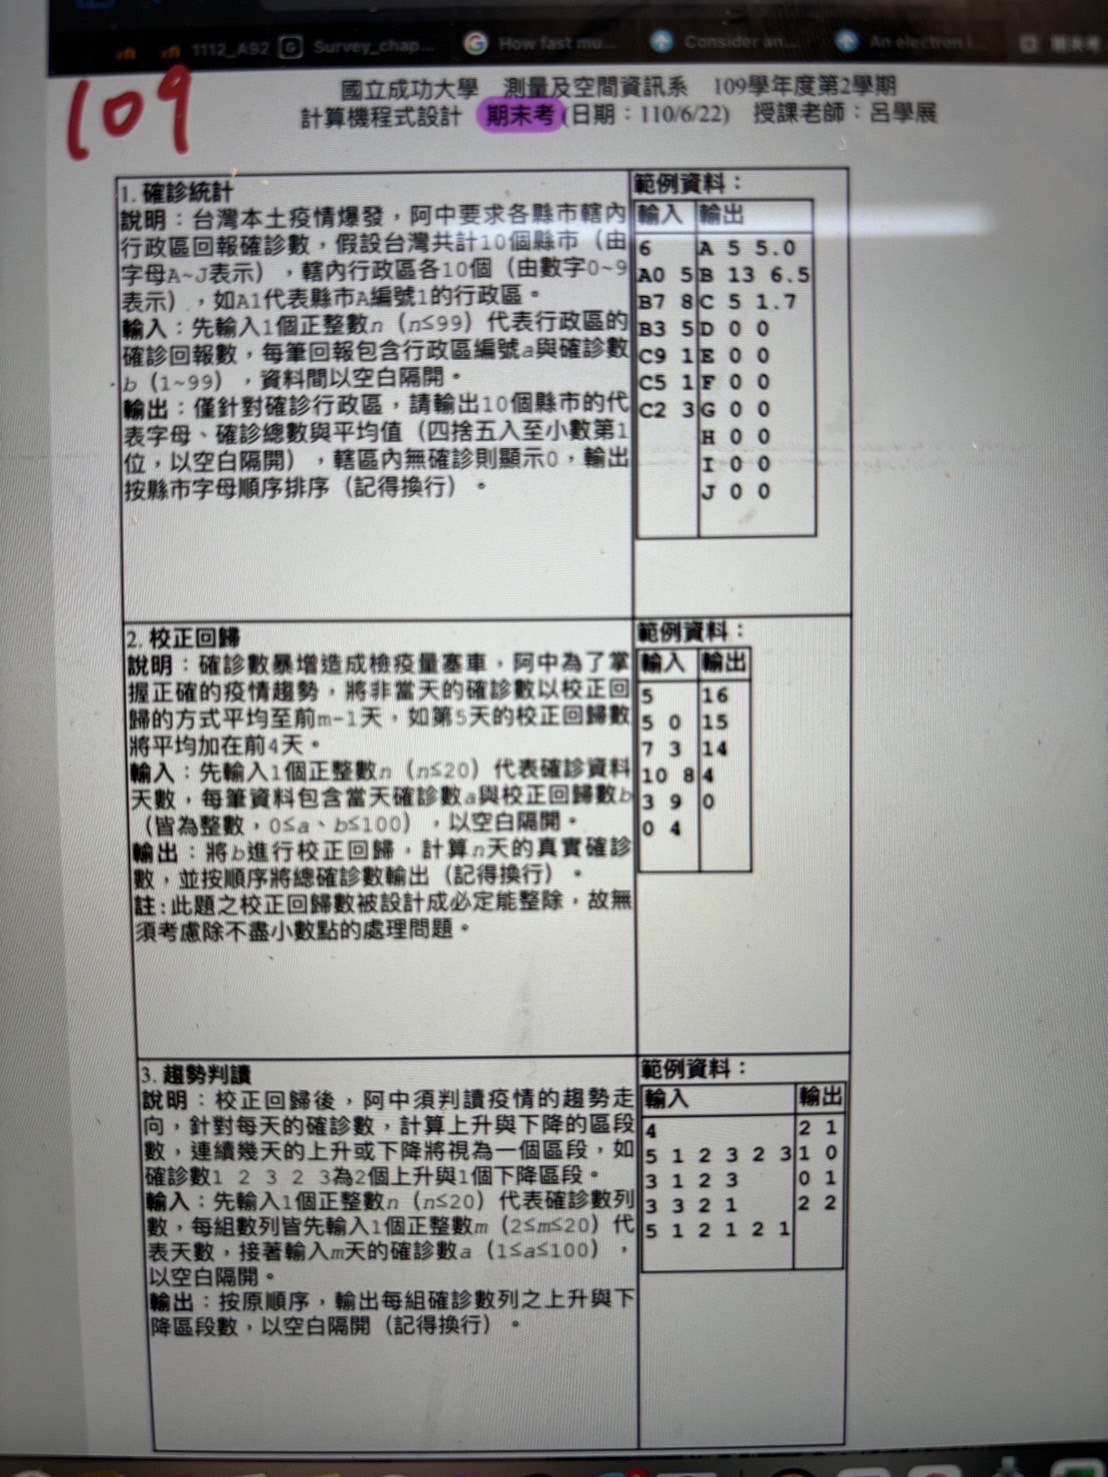 1112_A92
Survey_chap...
How fast mu...
Consider an...
An electron i...
期末考
109
國立成功大學 測量及空間資訊系 109學年度第2學期
計算機程式設計 期末考 (日期：110/6/22) 授課老師：呂學展
1. 確診統計
說明：台灣本土疫情爆發，阿中要求各縣市轄內
行政區回報確診數，假設台灣共計10個縣市（由
字母A~J表示），轄內行政區各10個（由數字0~9
表示），如A1代表縣市A編號1的行政區。
輸入：先輸入1個正整數n（n≤99）代表行政區的
確診回報數，每筆回報包含行政區編號a與確診數
b（1~99），資料間以空白隔開。
輸出：僅針對確診行政區，請輸出10個縣市的代
表字母、確診總數與平均值（四捨五入至小數第1
位，以空白隔開），轄區內無確診則顯示0，輸出
按縣市字母順序排序（記得換行）。
範例資料：
輸入 輸出
6 A 5 5.0
A0 5 B 13 6.5
B7 8 C 5 1.7
B3 5 D 0 0
C9 1 E 0 0
C5 1 F 0 0
C2 3 G 0 0
H 0 0
I 0 0
J 0 0
2. 校正回歸
說明：確診數暴增造成檢疫量塞車，阿中為了掌
握正確的疫情趨勢，將非當天的確診數以校正回
歸的方式平均至前m-1天，如第5天的校正回歸數
將平均加在前4天。
輸入：先輸入1個正整數n（n≤20）代表確診資料
天數，每筆資料包含當天確診數a與校正回歸數b
（皆為整數，0≤a、b≤100），以空白隔開。
輸出：將b進行校正回歸，計算n天的真實確診
數，並按順序將總確診數輸出（記得換行）。
註：此題之校正回歸數被設計成必定能整除，故無
須考慮除不盡小數點的處理問題。
範例資料：
輸入 輸出
5 16
5 0 15
7 3 14
10 8 4
3 9 0
0 4
3. 趨勢判讀
說明：校正回歸後，阿中須判讀疫情的趨勢走
向，針對每天的確診數，計算上升與下降的區段
數，連續幾天的上升或下降將視為一個區段，如
確診數1 2 3 2 3為2個上升與1個下降區段。
輸入：先輸入1個正整數n（n≤20）代表確診數列
數，每組數列皆先輸入1個正整數m（2≤m≤20）代
表天數，接著輸入m天的確診數a（1≤a≤100），
以空白隔開。
輸出：按原順序，輸出每組確診數列之上升與下
降區段數，以空白隔開（記得換行）。
範例資料：
輸入 輸出
4 2 1
5 1 2 3 2 3 1 0
3 1 2 3 0 1
3 3 2 1 2 2
5 1 2 1 2 1